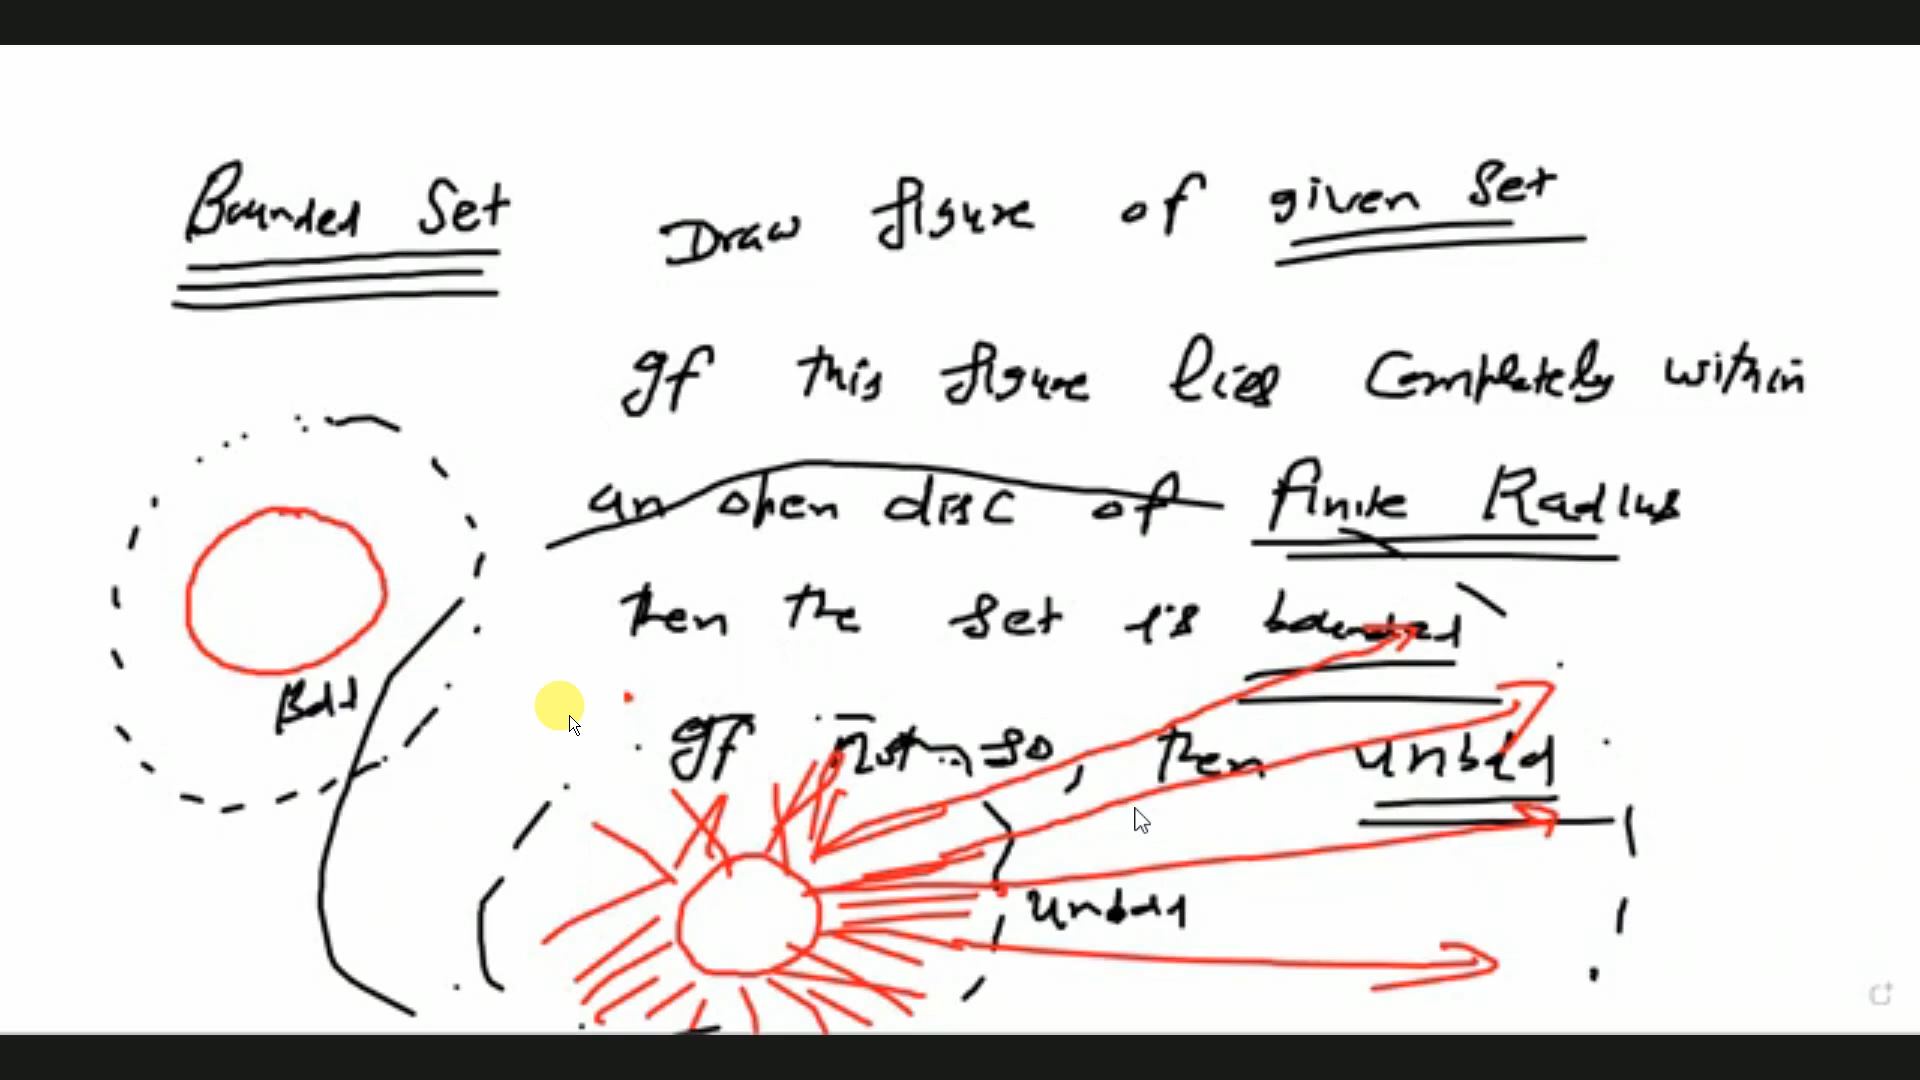 Bounded Set Draw figure of given Set
If this figure lies Completely within
an open disc of finite Radius
then the set is bounded
Bdd
If not so, then unbdd
unbdd